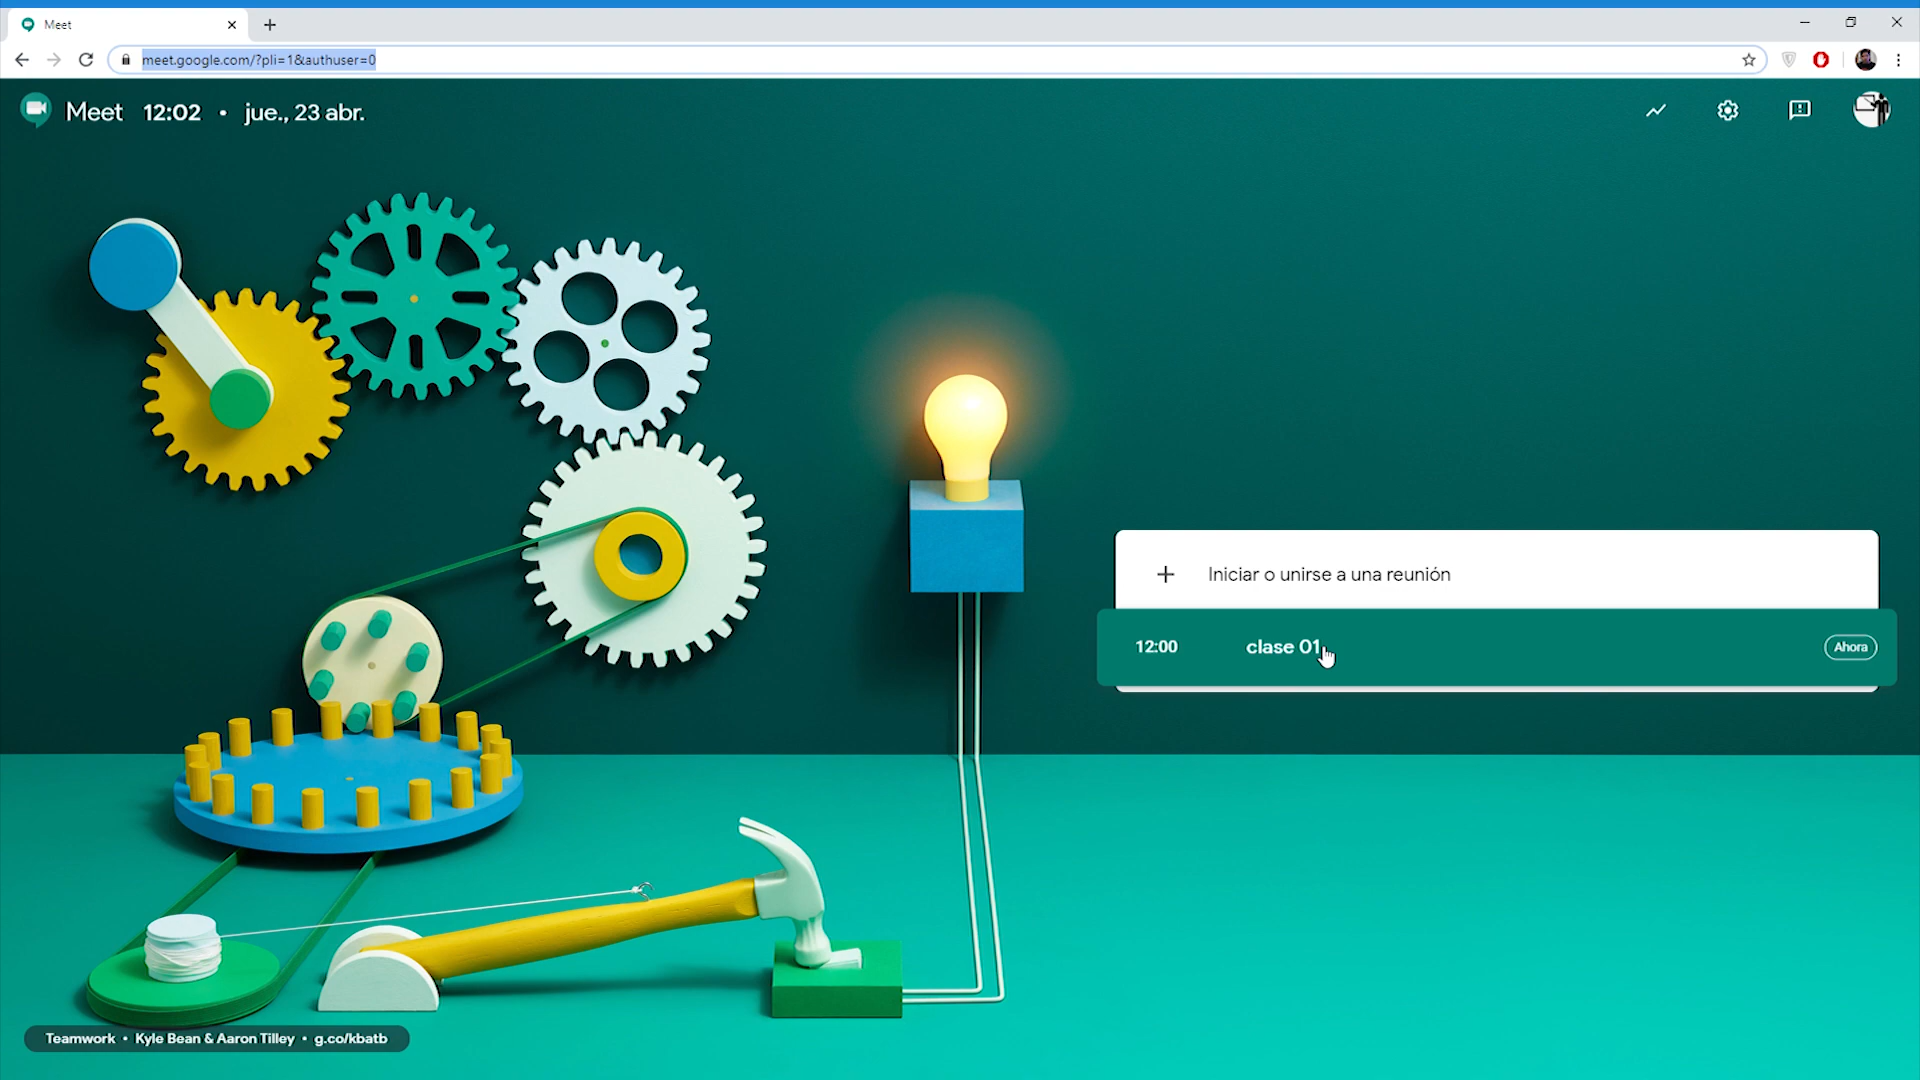 Meet
meet.google.com/?pli=1&authuser=0
Meet 12:02 • jue., 23 abr.
Iniciar o unirse a una reunión
12:00 clase 01 Ahora
Teamwork • Kyle Bean & Aaron Tilley • g.co/kbatb